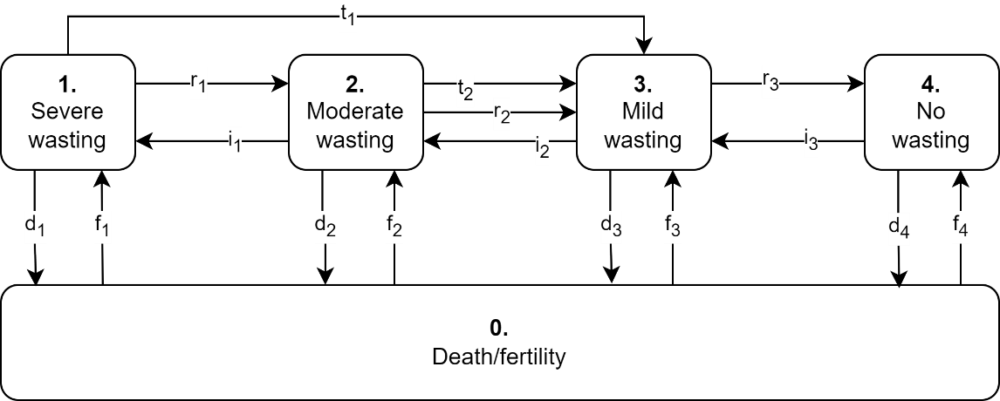 t1
1.
Severe
wasting
r1
i1
2.
Moderate
wasting
t2
r2
i2
3.
Mild
wasting
r3
i3
4.
No
wasting
d1
f1
d2
f2
d3
f3
d4
f4
0.
Death/fertility